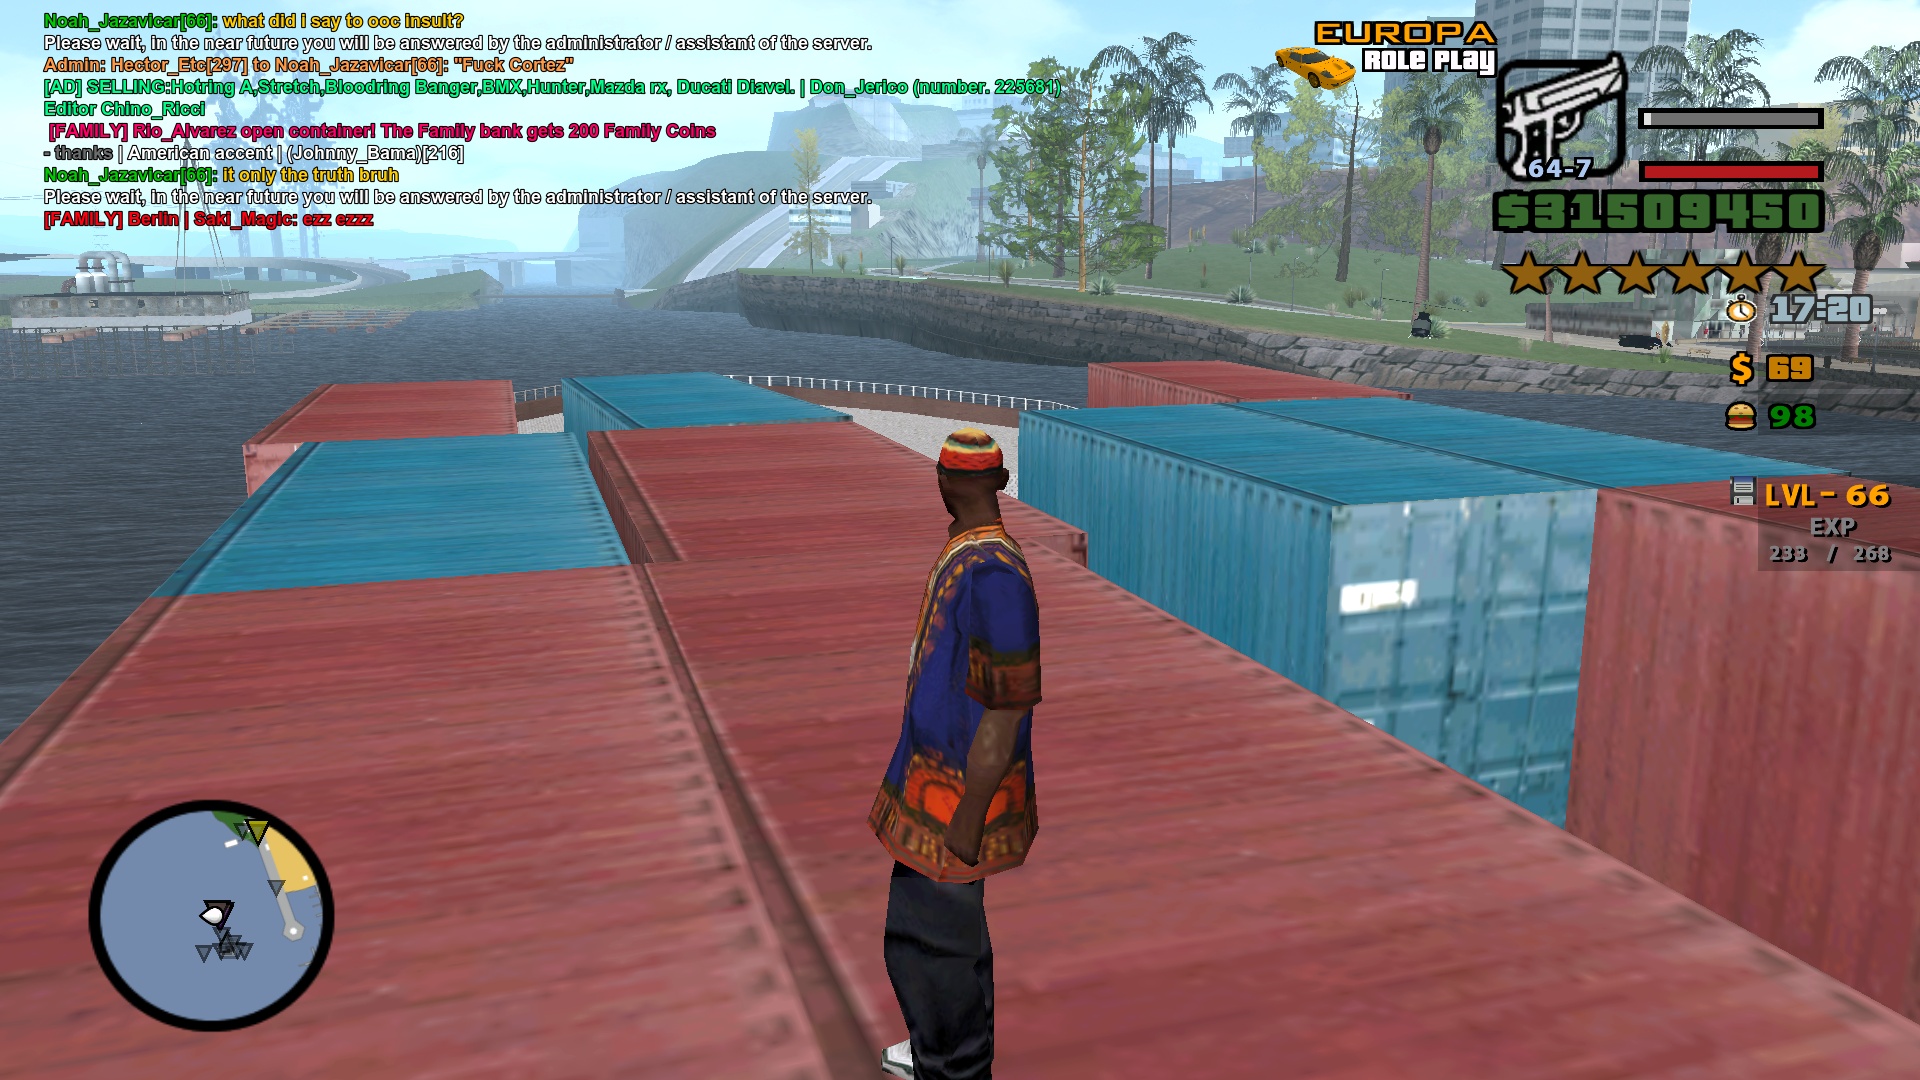 Noah_Jazavicar[66]: what did i say to ooc insult?
Please wait, in the near future you will be answered by the administrator / assistant of the server.
Admin: Hector_Etc[297] to Noah_Jazavicar[66]: "Fuck Cortez"
[AD] SELLING:Hotring A,Stretch,Bloodring Banger,BMX,Hunter,Mazda rx, Ducati Diavel. | Don_Jerico (number. 225681)
Editor Chino_Ricci
[FAMILY] Rio_Alvarez open container! The Family bank gets 200 Family Coins
- thanks | American accent | (Johnny_Bama)[216]
Noah_Jazavicar[66]: it only the truth bruh
Please wait, in the near future you will be answered by the administrator / assistant of the server.
[FAMILY] Berlin | Saki_Magic: ezz ezzz
EUROPA
ROLE PLAY
64-7
$31509450
17:20
$ 69
98
LVL - 66
EXP
233 / 268